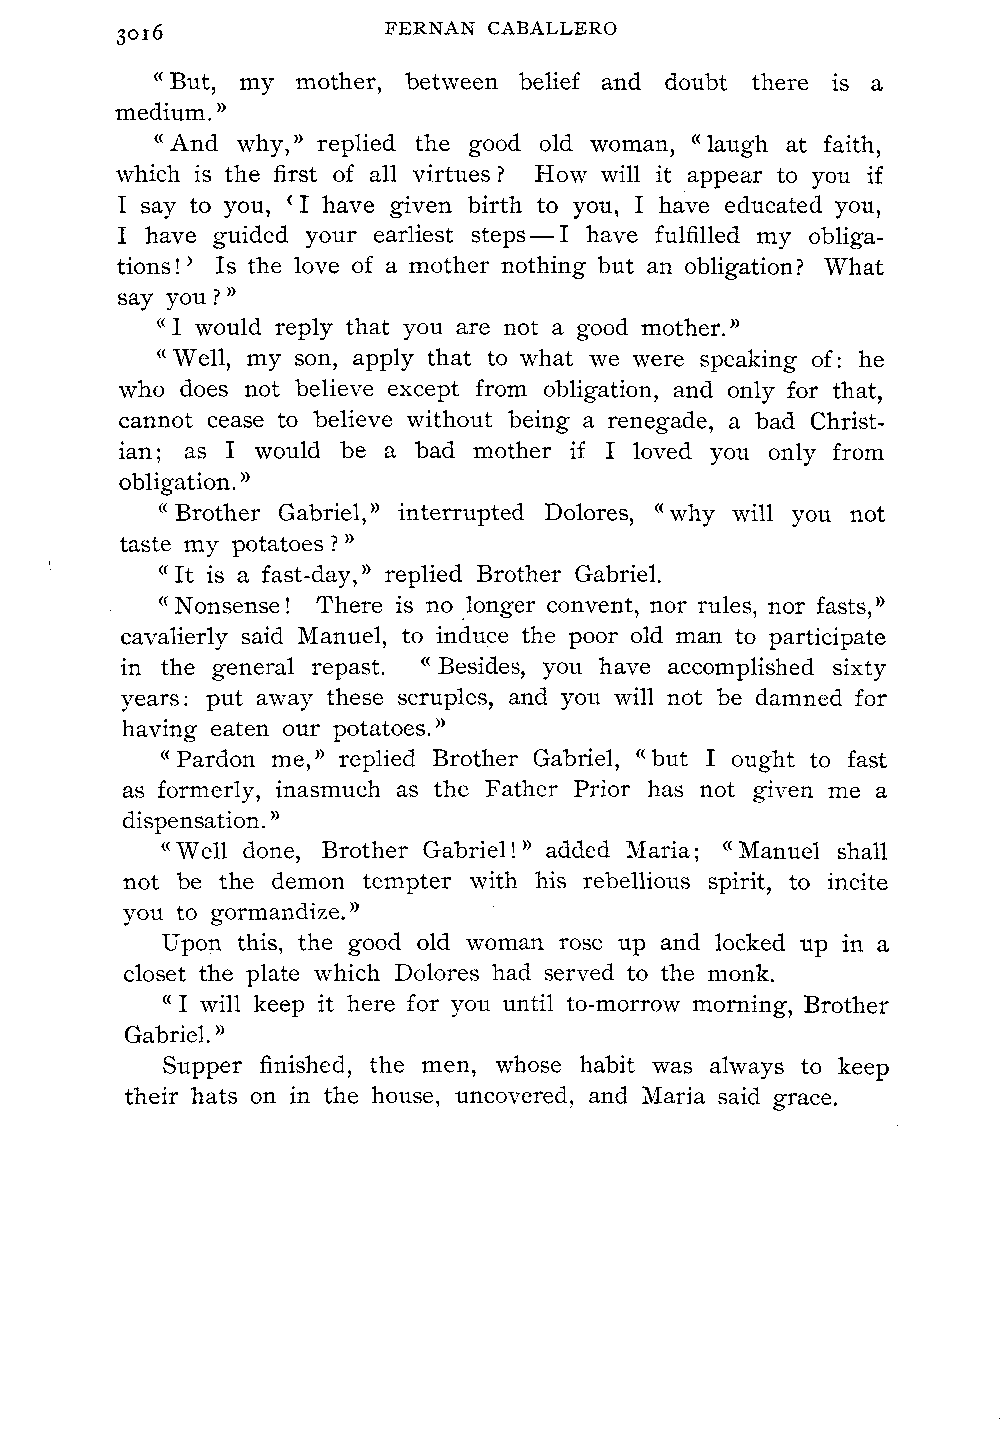 3016
FERNAN CABALLERO
“But, my mother, between belief and doubt there is a
medium.”
“And why,” replied the good old woman, “laugh at faith,
which is the first of all virtues? How will it appear to you if
I say to you, ‘I have given birth to you, I have educated you,
I have guided your earliest steps—I have fulfilled my obliga-
tions!’ Is the love of a mother nothing but an obligation? What
say you?”
“I would reply that you are not a good mother.”
“Well, my son, apply that to what we were speaking of: he
who does not believe except from obligation, and only for that,
cannot cease to believe without being a renegade, a bad Christ-
ian; as I would be a bad mother if I loved you only from
obligation.”
“Brother Gabriel,” interrupted Dolores, “why will you not
taste my potatoes?”
“It is a fast-day,” replied Brother Gabriel.
“Nonsense! There is no longer convent, nor rules, nor fasts,”
cavalierly said Manuel, to induce the poor old man to participate
in the general repast. “Besides, you have accomplished sixty
years: put away these scruples, and you will not be damned for
having eaten our potatoes.”
“Pardon me,” replied Brother Gabriel, “but I ought to fast
as formerly, inasmuch as the Father Prior has not given me a
dispensation.”
“Well done, Brother Gabriel!” added Maria; “Manuel shall
not be the demon tempter with his rebellious spirit, to incite
you to gormandize.”
Upon this, the good old woman rose up and locked up in a
closet the plate which Dolores had served to the monk.
“I will keep it here for you until to-morrow morning, Brother
Gabriel.”
Supper finished, the men, whose habit was always to keep
their hats on in the house, uncovered, and Maria said grace.